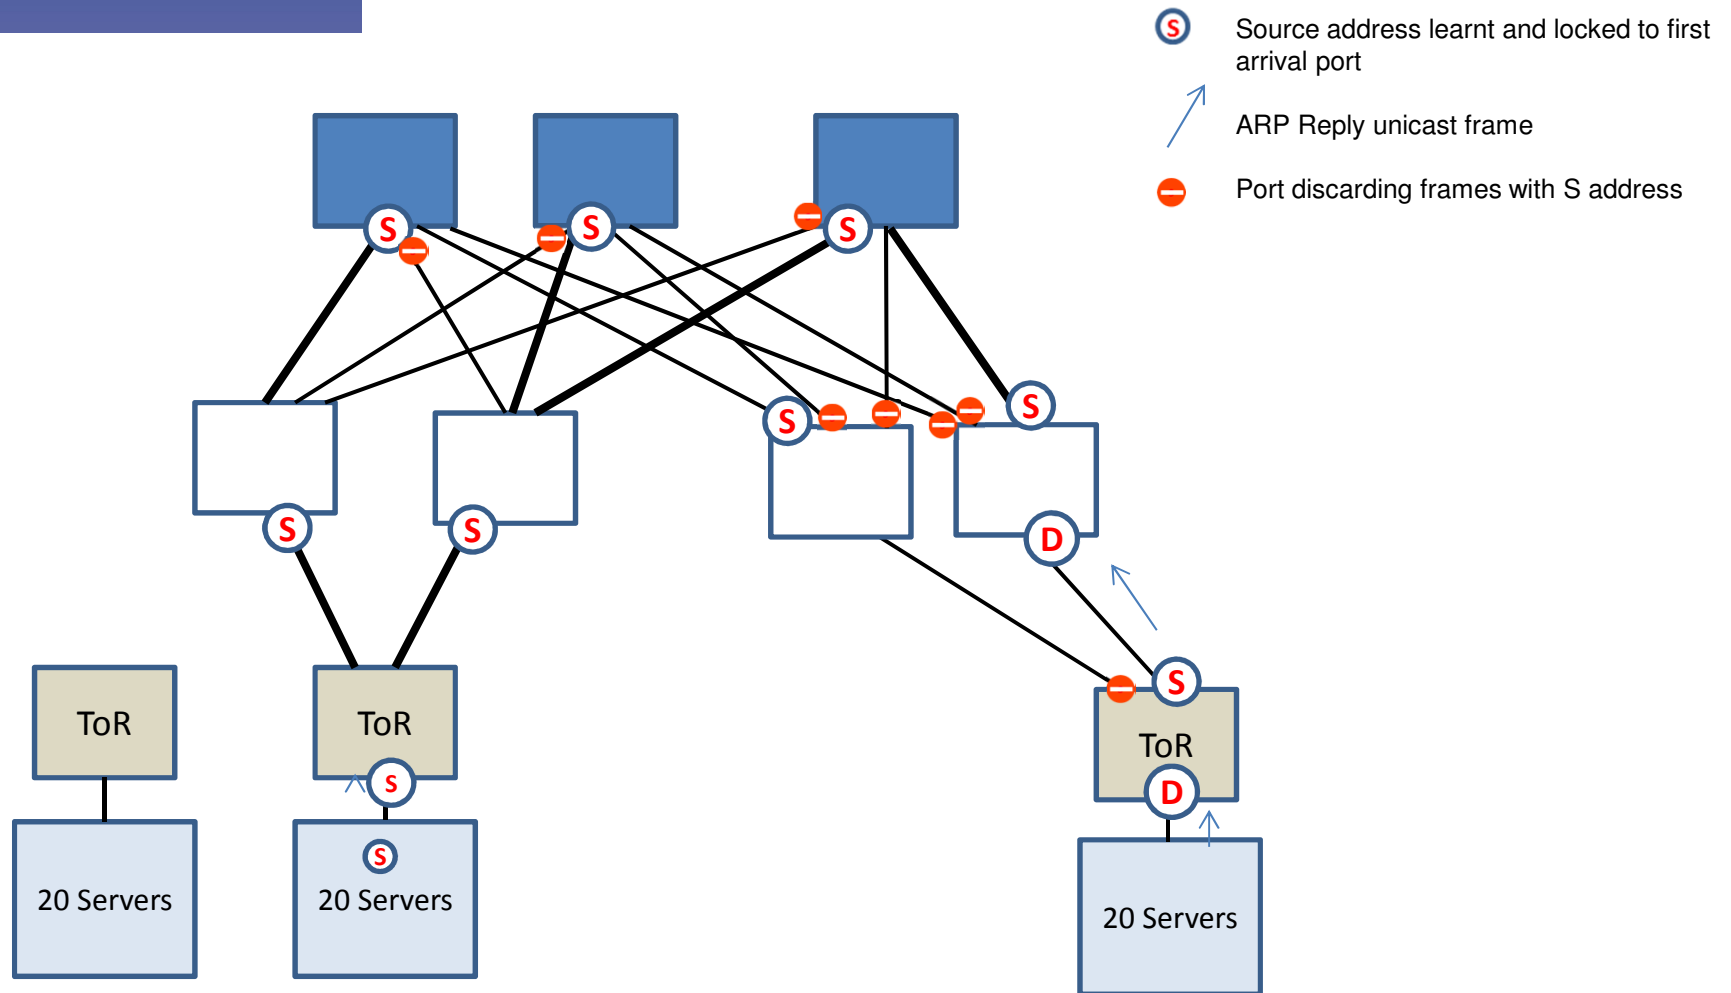 S Source address learnt and locked to first
arrival port
ARP Reply unicast frame
Port discarding frames with S address
S S S
S S
S S D
S
ToR ToR ToR
S D
S
20 Servers 20 Servers 20 Servers